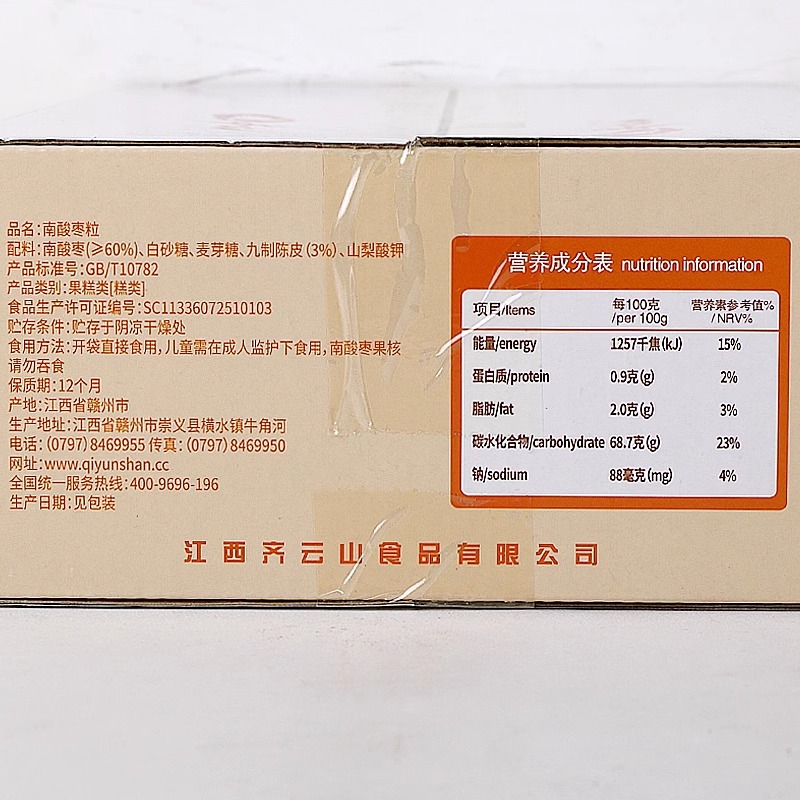 品名:南酸枣粒
配料:南酸枣(≥60%)、白砂糖、麦芽糖、九制陈皮(3%)、山梨酸钾
产品标准号:GB/T10782
产品类别:果糕类[糕类]
食品生产许可证编号:SC11336072510103
贮存条件:贮存于阴凉干燥处
食用方法:开袋直接食用,儿童需在成人监护下食用,南酸枣果核
请勿吞食
保质期:12个月
产地:江西省赣州市
生产地址:江西省赣州市崇义县横水镇牛角河
电话:(0797) 8469955 传真:(0797) 8469950
网址:www.qiyunshan.cc
全国统一服务热线:400-9696-196
生产日期:见包装
营养成分表 nutrition information
项目/Items 每100克/per 100g 营养素参考值%/NRV%
能量/energy 1257千焦(kJ) 15%
蛋白质/protein 0.9克(g) 2%
脂肪/fat 2.0克(g) 3%
碳水化合物/carbohydrate 68.7克(g) 23%
钠/sodium 88毫克(mg) 4%
江西齐云山食品有限公司